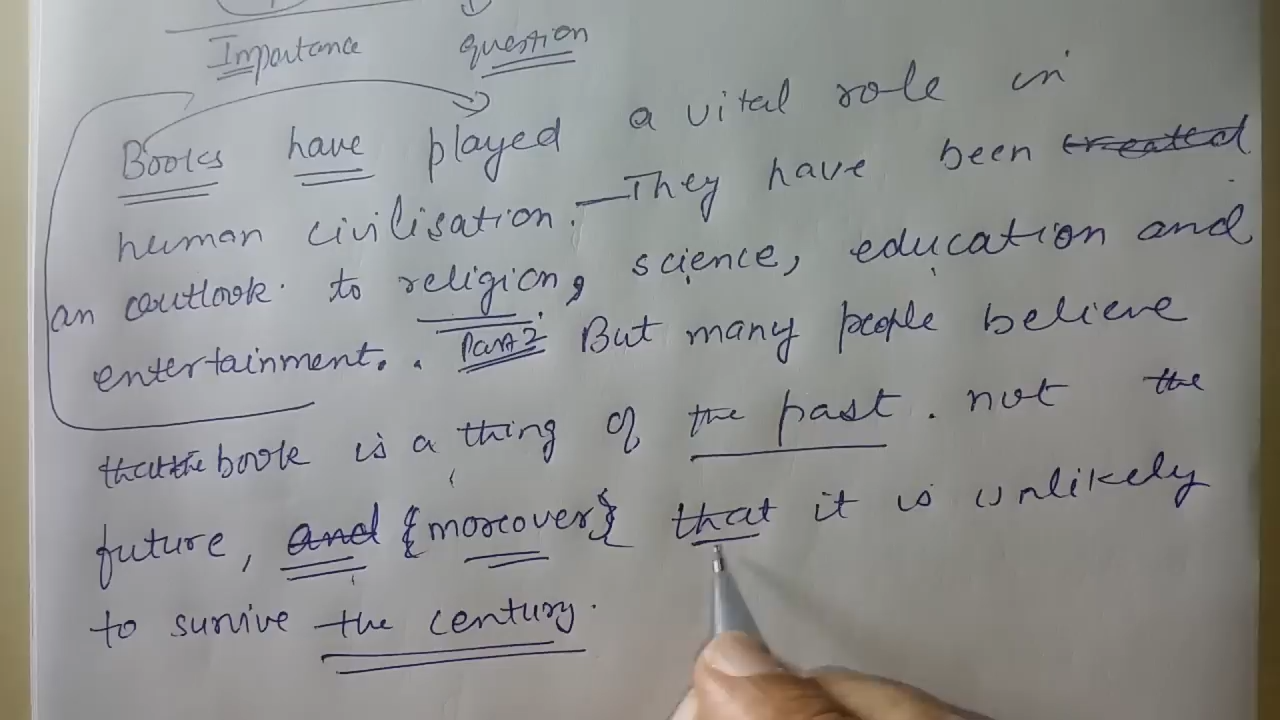 Importance question
Books have played a vital role in
human civilisation. They have been created
an outlook to religion, science, education and
entertainment. Part 2 But many people believe
that the book is a thing of the past. not the
future, and {moreover} that it is unlikely
to survive the century.